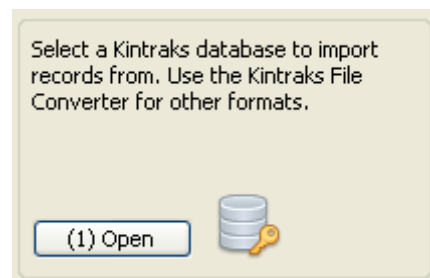 Select a Kintraks database to import
records from. Use the Kintraks File
Converter for other formats.
(1) Open